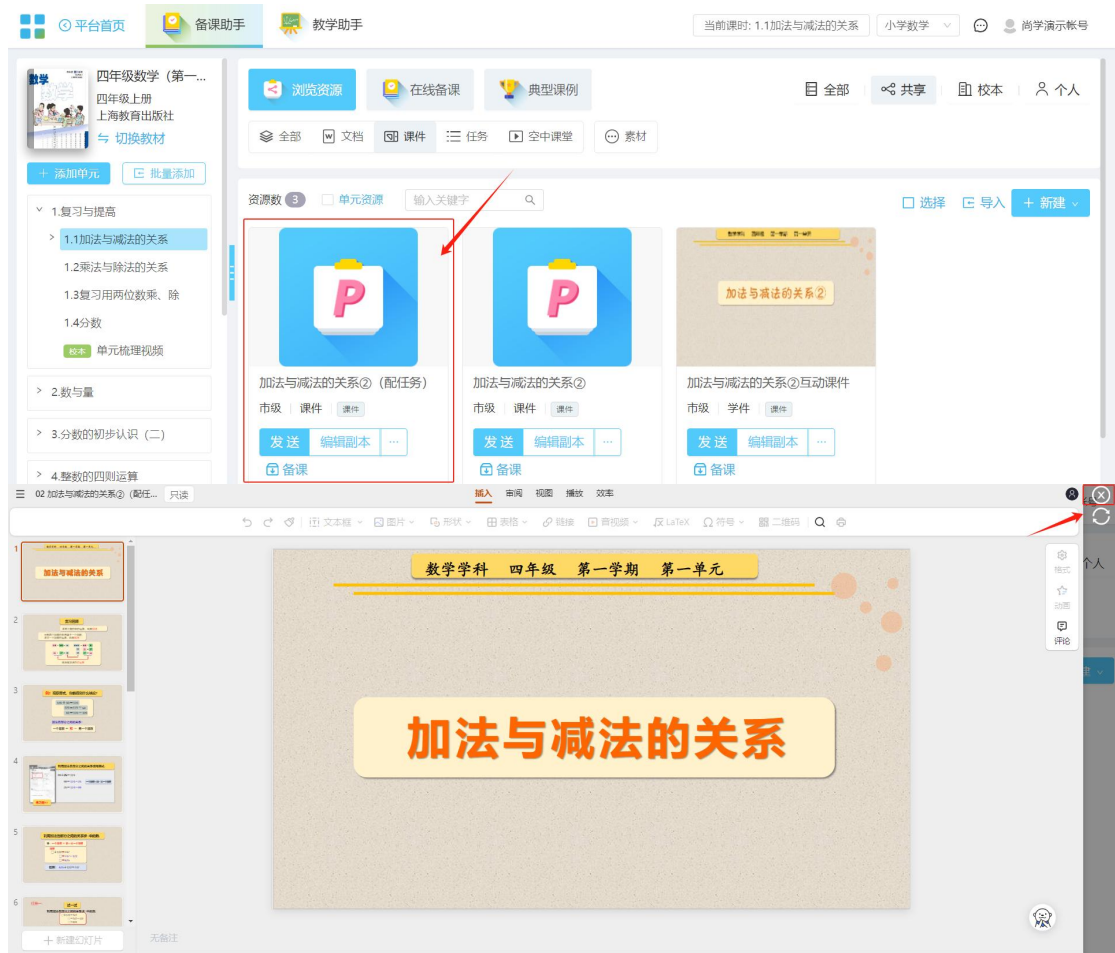 平台首页 备课助手 教学助手 当前课时: 1.1加法与减法的关系 小学数学 尚学演示帐号
数学
四年级数学（第一...
四年级上册
上海教育出版社
切换教材
+ 添加单元 批量添加
1.复习与提高
1.1加法与减法的关系
1.2乘法与除法的关系
1.3复习用两位数乘、除
1.4分数
校本 单元梳理视频
2.数与量
3.分数的初步认识（二）
4.整数的四则运算
浏览资源 在线备课 典型课例 全部 共享 校本 个人
全部 文档 课件 任务 空中课堂 素材
资源数 3 单元资源 输入关键字 选择 导入 + 新建
加法与减法的关系②
加法与减法的关系②（配任务） 加法与减法的关系② 加法与减法的关系②互动课件
市级 课件 课件 市级 课件 课件 市级 学件 课件
发送 编辑副本 ... 发送 编辑副本 ... 发送 编辑副本 ...
备课 备课 备课
02 加法与减法的关系②（配任... 只读 插入 审阅 视图 播放 效率
文本框 图片 形状 表格 链接 音视频 LaTeX 符号 二维码
1
加法与减法的关系
2
3
4
5
6
+ 新建幻灯片
数学学科 四年级 第一学期 第一单元
加法与减法的关系
格式
动画
评论
个人
无备注